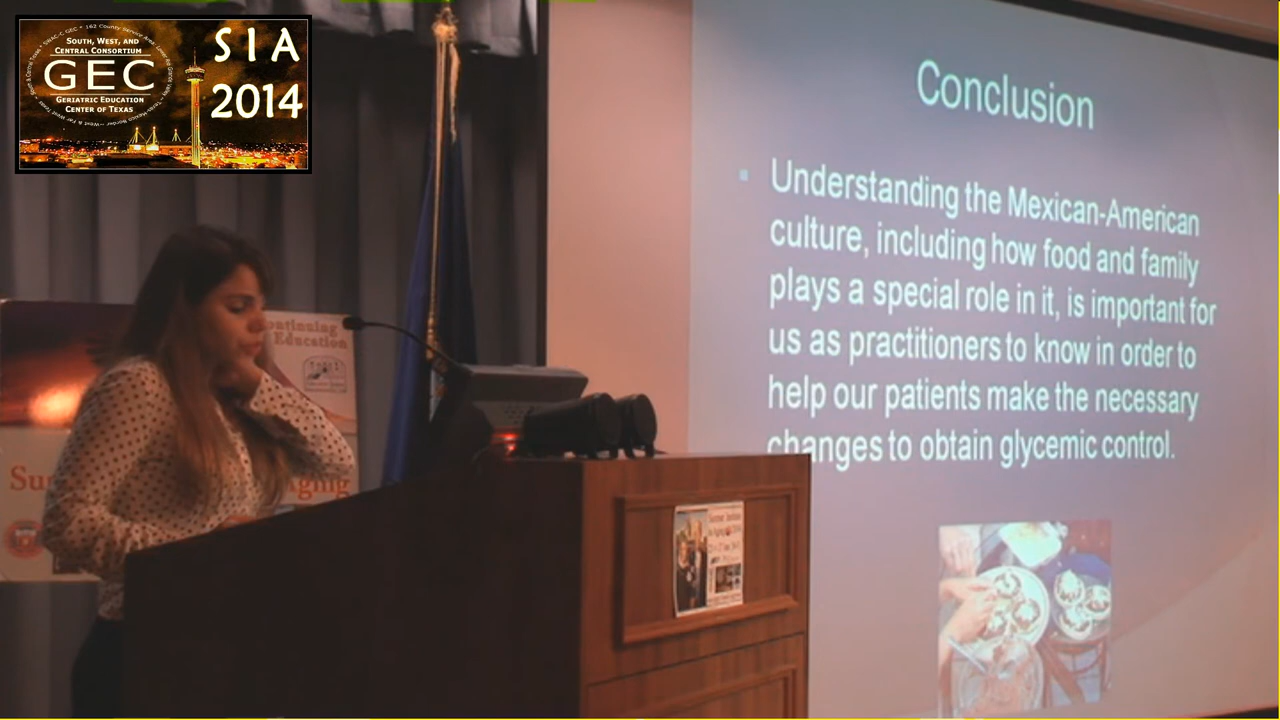 SOUTH, WEST, AND
CENTRAL CONSORTIUM
GEC
GERIATRIC EDUCATION
CENTER OF TEXAS
SIA
2014
Conclusion
Understanding the Mexican-American
culture, including how food and family
plays a special role in it, is important for
us as practitioners to know in order to
help our patients make the necessary
changes to obtain glycemic control.
Education
Aging